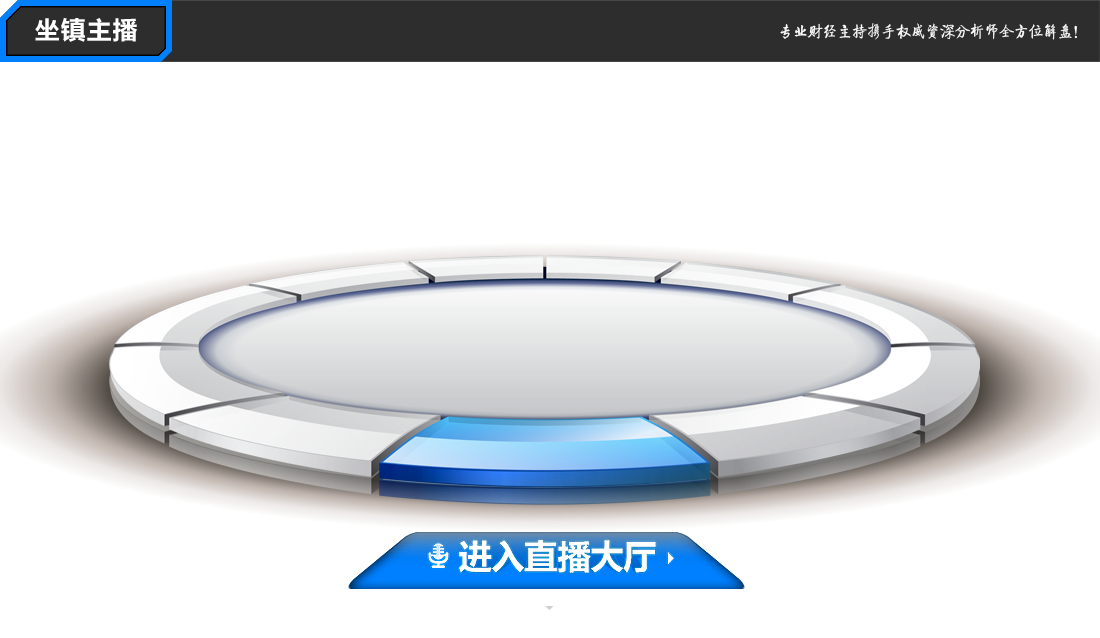 坐镇主播
专业财经主持携手权威资深分析师全方位解盘!
进入直播大厅